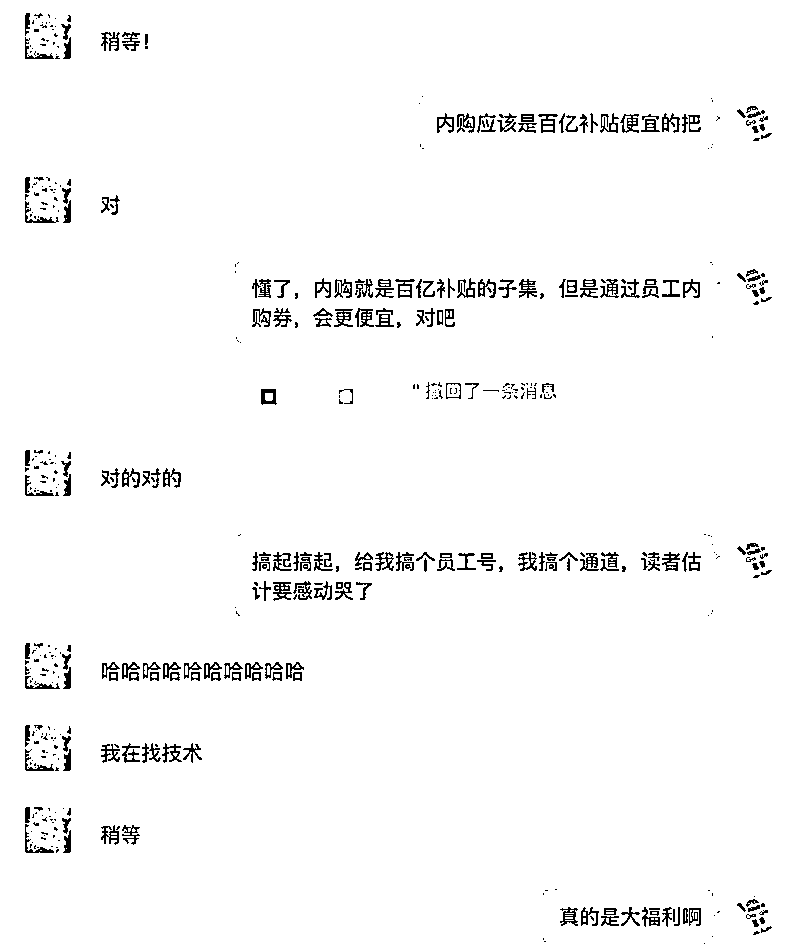 稍等！
内购应该是百亿补贴便宜的把
对
懂了，内购就是百亿补贴的子集，但是通过员工内
购券，会更便宜，对吧
"撤回了一条消息
对的对的
搞起搞起，给我搞个员工号，我搞个通道，读者估
计要感动哭了
哈哈哈哈哈哈哈哈哈哈
我在找技术
稍等
真的是大福利啊